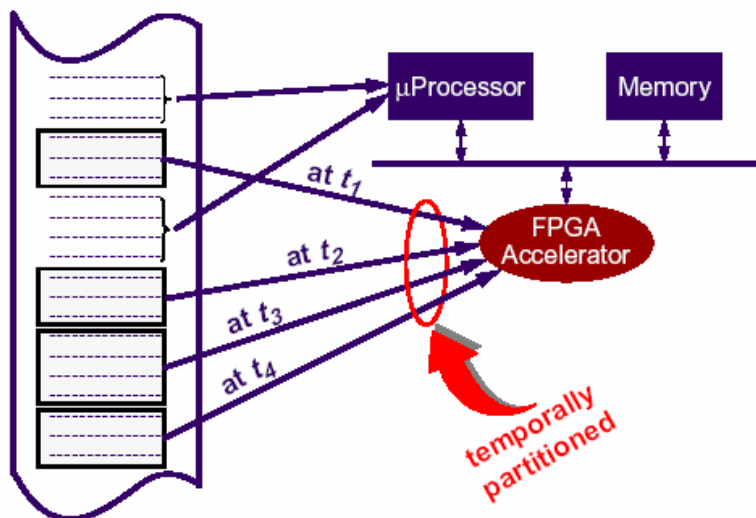 μProcessor
Memory
at t1
FPGA
Accelerator
at t2
at t3
at t4
temporally
partitioned